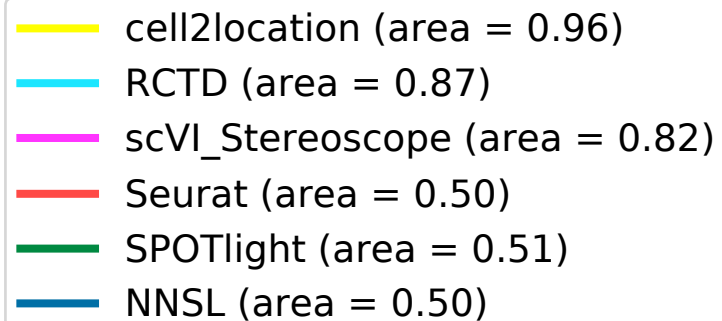 cell2location (area = 0.96)
RCTD (area = 0.87)
scVI_Stereoscope (area = 0.82)
Seurat (area = 0.50)
SPOTlight (area = 0.51)
NNSL (area = 0.50)